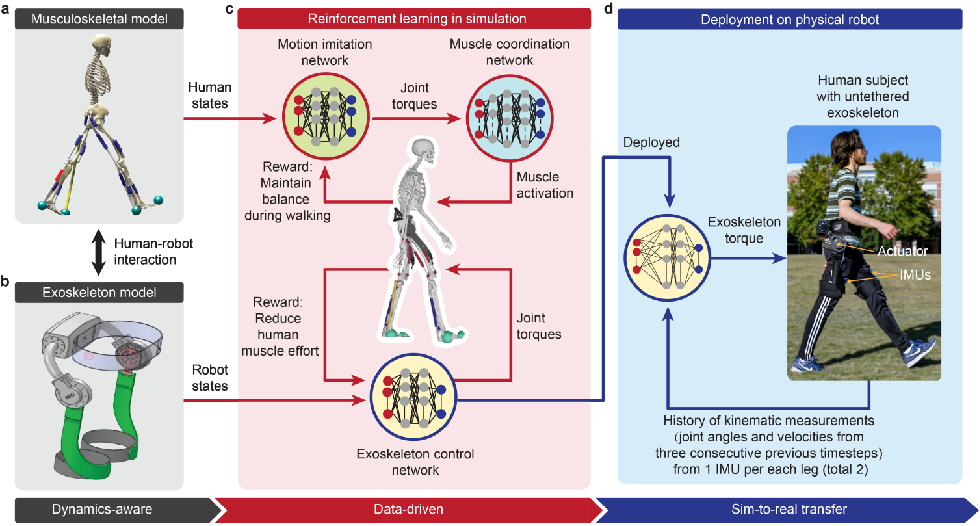 a
Musculoskeletal model
Human-robot
interaction
b
Exoskeleton model
Human
states
Robot
states
c
Reinforcement learning in simulation
Motion imitation
network
Joint
torques
Muscle coordination
network
Reward:
Maintain
balance
during walking
Muscle
activation
Reward:
Reduce
human
muscle effort
Joint
torques
Exoskeleton control
network
d
Deployment on physical robot
Human subject
with untethered
exoskeleton
Deployed
Exoskeleton
torque
Actuator
IMUs
History of kinematic measurements
(joint angles and velocities from
three consecutive previous timesteps)
from 1 IMU per each leg (total 2)
Dynamics-aware
Data-driven
Sim-to-real transfer